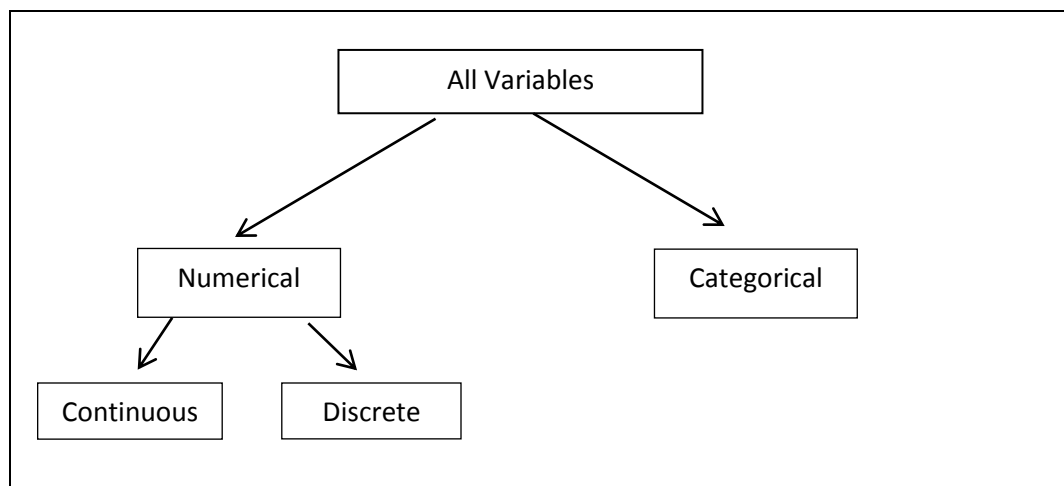 All Variables
Numerical
Categorical
Continuous
Discrete